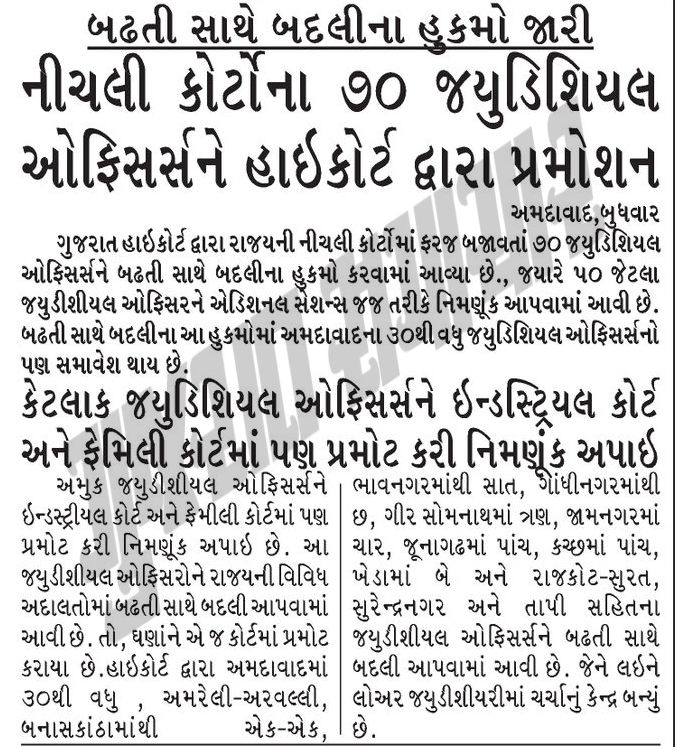 બઢતી સાથે બદલીના હુકમો જારી
નીચલી કોર્ટોના ૭૦ જયુડિશિયલ
ઓફિસર્સને હાઇકોર્ટ દ્વારા પ્રમોશન
અમદાવાદ,બુધવાર
ગુજરાત હાઇકોર્ટ દ્વારા રાજયની નીચલી કોર્ટોમાં ફરજ બજાવતાં ૭૦ જયુડિશિયલ
ઓફિસર્સને બઢતી સાથે બદલીના હુકમો કરવામાં આવ્યા છે., જયારે ૫૦ જેટલા
જયુડીશીયલ ઓફિસરને એડિશનલ સેશન્સ જજ તરીકે નિમણૂંક આપવામાં આવી છે.
બઢતી સાથે બદલીના આ હુકમોમાં અમદાવાદના ૩૦થી વધુ જયુડિશિયલ ઓફિસર્સનો
પણ સમાવેશ થાય છે.
કેટલાક જયુડિશિયલ ઓફિસર્સને ઇન્ડસ્ટ્રિયલ કોર્ટ
અને ફેમિલી કોર્ટમાં પણ પ્રમોટ કરી નિમણૂંક અપાઇ
અમુક જયુડીશીયલ ઓફિસર્સને
ઇન્ડસ્ટ્રીયલ કોર્ટ અને ફેમીલી કોર્ટમાં પણ
પ્રમોટ કરી નિમણૂંક અપાઇ છે. આ
જયુડીશીયલ ઓફિસરોને રાજયની વિવિધ
અદાલતોમાં બઢતી સાથે બદલી આપવામાં
આવી છે. તો, ઘણાંને એ જ કોર્ટમાં પ્રમોટ
કરાયા છે.હાઇકોર્ટ દ્વારા અમદાવાદમાં
૩૦થી વધુ , અમરેલી-અરવલ્લી,
બનાસકાંઠામાંથી એક-એક,
ભાવનગરમાંથી સાત, ગાંધીનગરમાંથી
છ, ગીર સોમનાથમાં ત્રણ, જામનગરમાં
ચાર, જૂનાગઢમાં પાંચ, કચ્છમાં પાંચ,
ખેડામાં બે અને રાજકોટ-સુરત,
સુરેન્દ્રનગર અને તાપી સહિતના
જયુડીશીયલ ઓફિસર્સને બઢતી સાથે
બદલી આપવામાં આવી છે. જેને લઇને
લોઅર જયુડીશીયરીમાં ચર્ચાનું કેન્દ્ર બન્યું
છે.